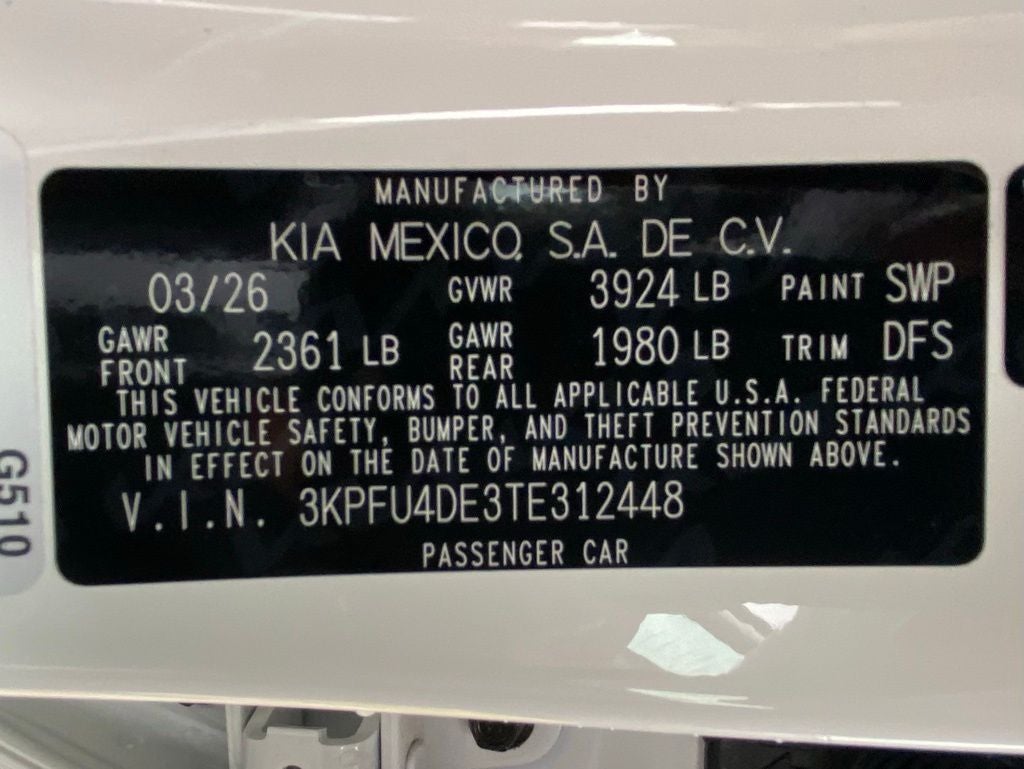 MANUFACTURED BY
KIA MEXICO, S.A. DE C.V.
03/26 GVWR 3924 LB PAINT SWP
GAWR FRONT 2361 LB GAWR REAR 1980 LB TRIM DFS
THIS VEHICLE CONFORMS TO ALL APPLICABLE U.S.A. FEDERAL
MOTOR VEHICLE SAFETY, BUMPER, AND THEFT PREVENTION STANDARDS
IN EFFECT ON THE DATE OF MANUFACTURE SHOWN ABOVE.
V.I.N. 3KPFU4DE3TE312448
PASSENGER CAR
G510